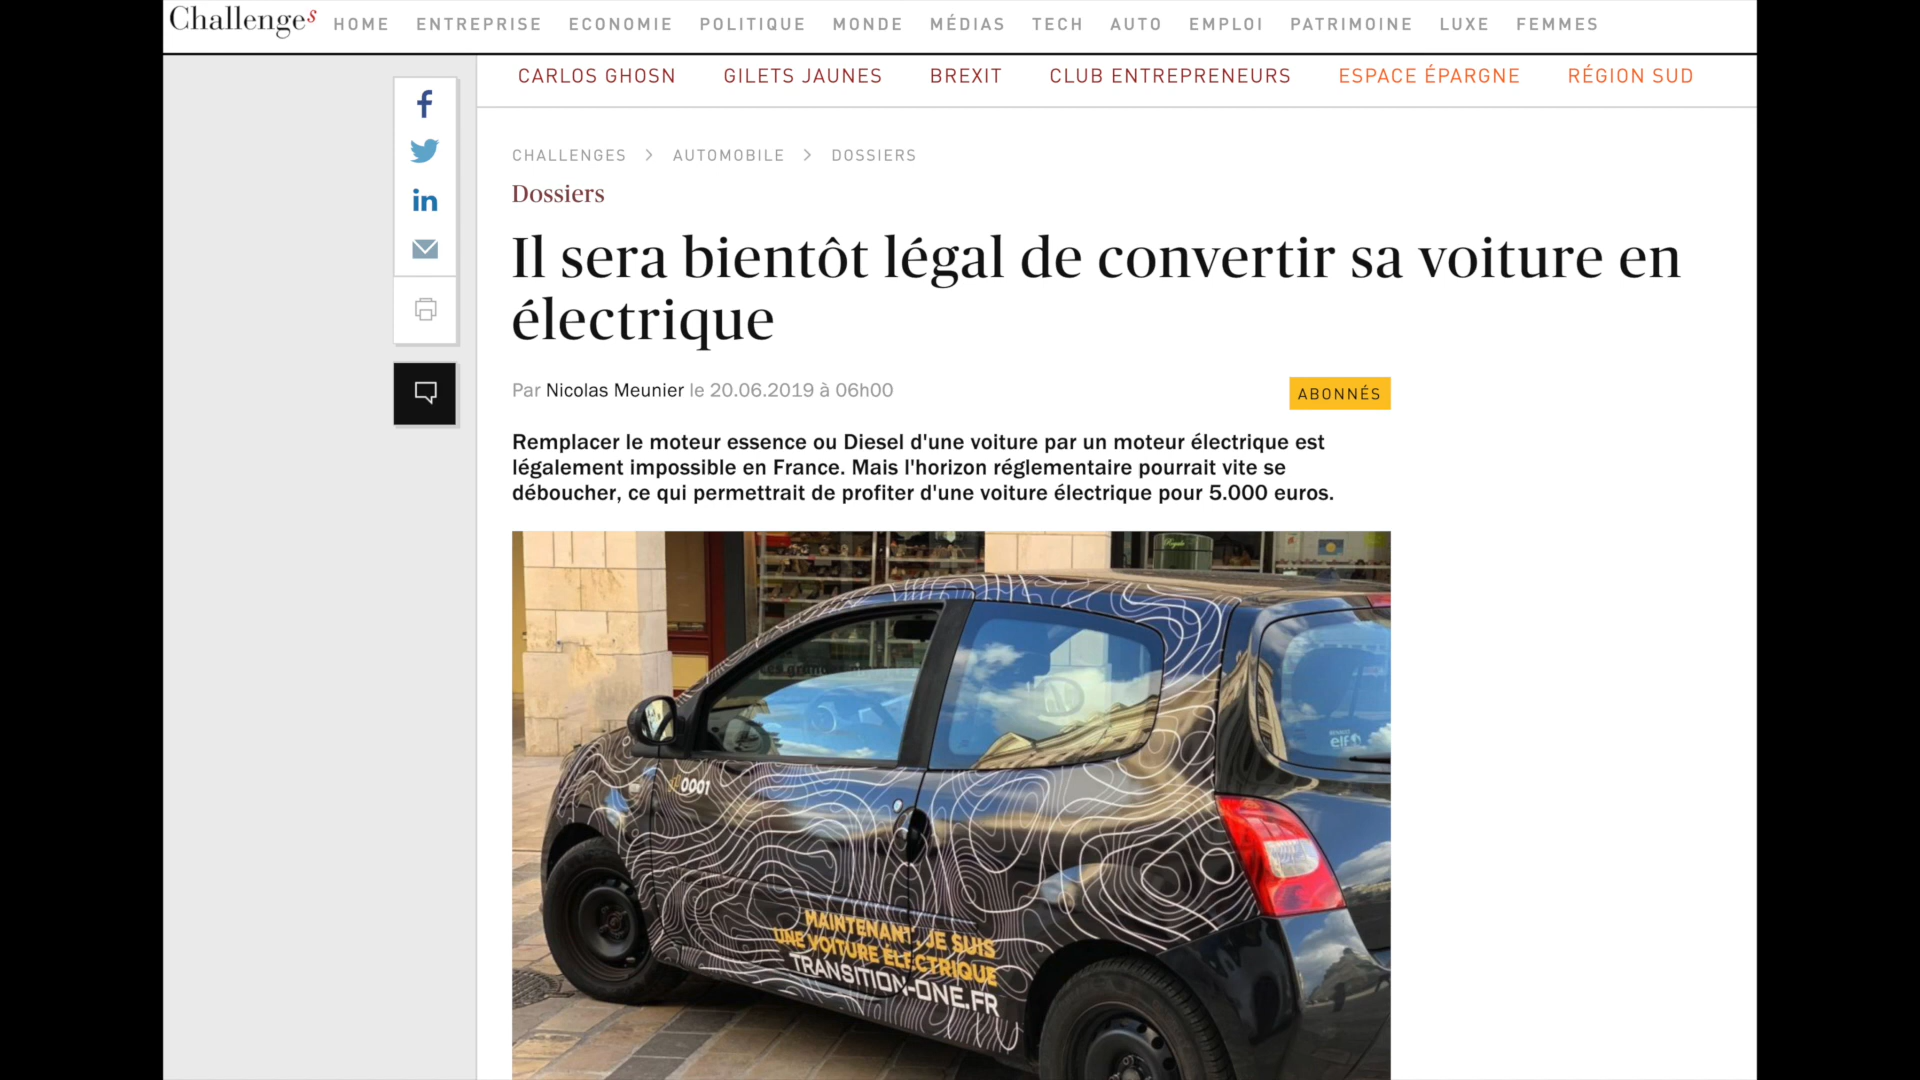 Challenges HOME ENTREPRISE ECONOMIE POLITIQUE MONDE MÉDIAS TECH AUTO EMPLOI PATRIMOINE LUXE FEMMES
CARLOS GHOSN GILETS JAUNES BREXIT CLUB ENTREPRENEURS ESPACE ÉPARGNE RÉGION SUD
CHALLENGES > AUTOMOBILE > DOSSIERS
Dossiers
Il sera bientôt légal de convertir sa voiture en
électrique
Par Nicolas Meunier le 20.06.2019 à 06h00
ABONNÉS
Remplacer le moteur essence ou Diesel d'une voiture par un moteur électrique est
légalement impossible en France. Mais l'horizon réglementaire pourrait vite se
déboucher, ce qui permettrait de profiter d'une voiture électrique pour 5.000 euros.
elf
0001
MAINTENANT, JE SUIS
UNE VOITURE ÉLECTRIQUE
TRANSITION-ONE.FR